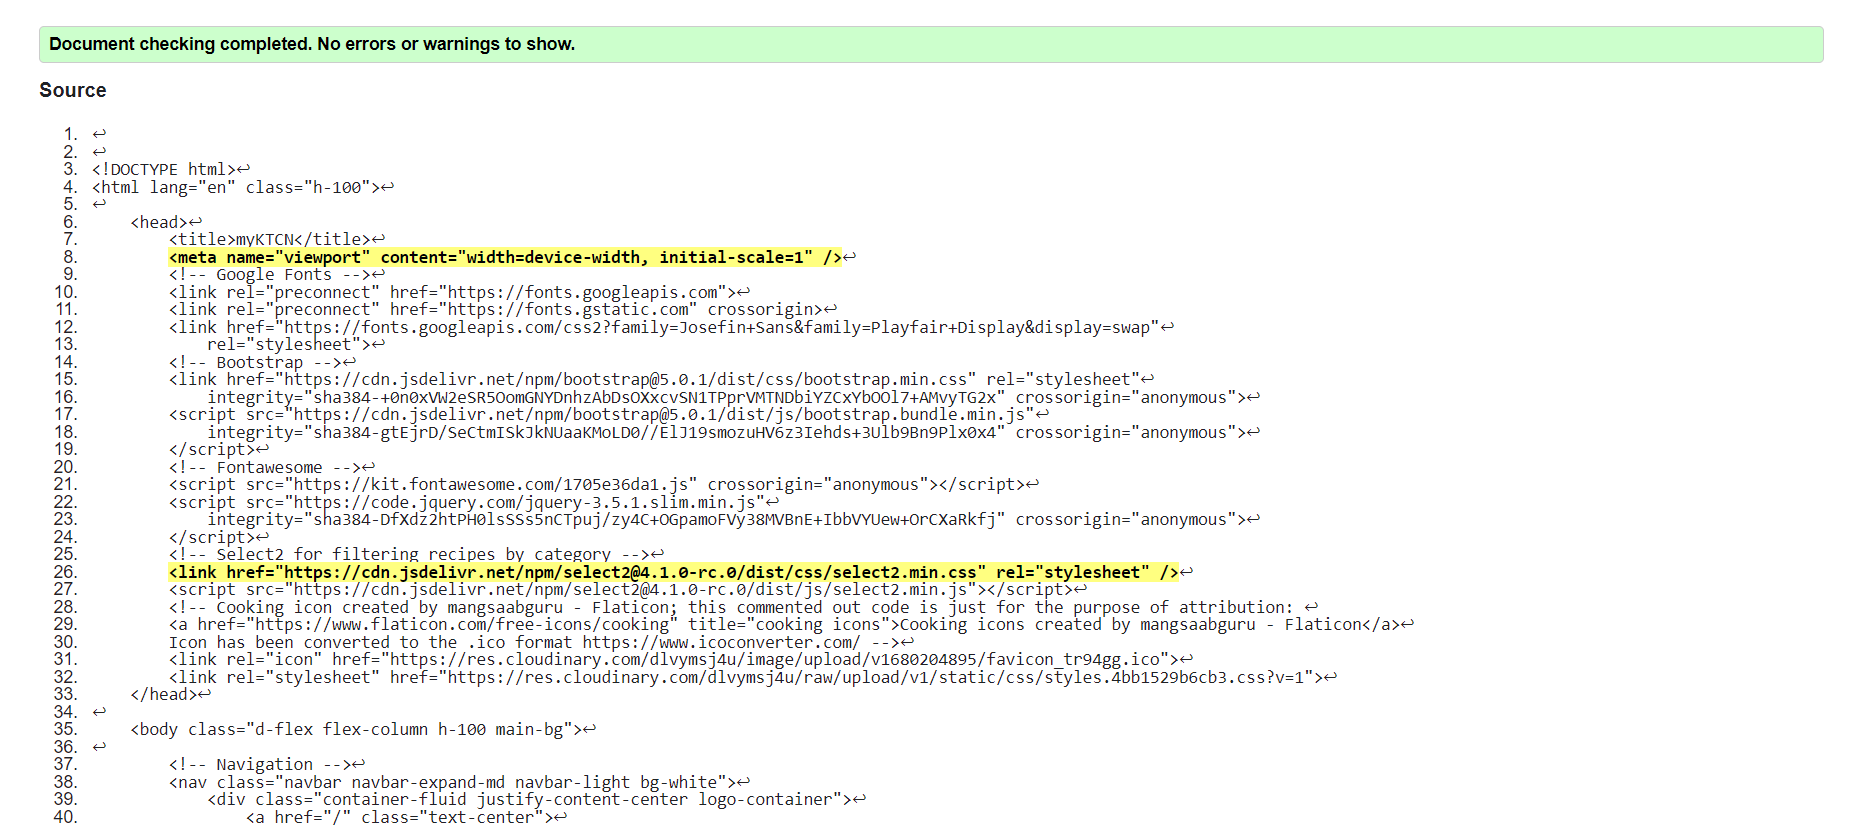 Document checking completed. No errors or warnings to show.
Source
1. ↩
2. ↩
3. <!DOCTYPE html>↩
4. <html lang="en" class="h-100">↩
5. ↩
6.     <head>↩
7.         <title>myKTCN</title>↩
8.         <meta name="viewport" content="width=device-width, initial-scale=1" />↩
9.         <!-- Google Fonts -->↩
10.         <link rel="preconnect" href="https://fonts.googleapis.com">↩
11.         <link rel="preconnect" href="https://fonts.gstatic.com" crossorigin>↩
12.         <link href="https://fonts.googleapis.com/css2?family=Josefin+Sans&family=Playfair+Display&display=swap"↩
13.             rel="stylesheet">↩
14.         <!-- Bootstrap -->↩
15.         <link href="https://cdn.jsdelivr.net/npm/bootstrap@5.0.1/dist/css/bootstrap.min.css" rel="stylesheet"↩
16.             integrity="sha384-+0n0xVW2eSR5OomGNYDnhzAbDsOXxcvSN1TPprVMTNDbiYZCxYbOOl7+AMvyTG2x" crossorigin="anonymous">↩
17.         <script src="https://cdn.jsdelivr.net/npm/bootstrap@5.0.1/dist/js/bootstrap.bundle.min.js"↩
18.             integrity="sha384-gtEjrD/SeCtmISkJkNUaaKMoLD0//ElJ19smozuHV6z3Iehds+3Ulb9Bn9Plx0x4" crossorigin="anonymous">↩
19.         </script>↩
20.         <!-- Fontawesome -->↩
21.         <script src="https://kit.fontawesome.com/1705e36da1.js" crossorigin="anonymous"></script>↩
22.         <script src="https://code.jquery.com/jquery-3.5.1.slim.min.js"↩
23.             integrity="sha384-DfXdz2htPH0lsSSs5nCTpuj/zy4C+OGpamoFVy38MVBnE+IbbVYUew+OrCXaRkfj" crossorigin="anonymous">↩
24.         </script>↩
25.         <!-- Select2 for filtering recipes by category -->↩
26.         <link href="https://cdn.jsdelivr.net/npm/select2@4.1.0-rc.0/dist/css/select2.min.css" rel="stylesheet" />↩
27.         <script src="https://cdn.jsdelivr.net/npm/select2@4.1.0-rc.0/dist/js/select2.min.js"></script>↩
28.         <!-- Cooking icon created by mangsaabguru - Flaticon; this commented out code is just for the purpose of attribution: ↩
29.         <a href="https://www.flaticon.com/free-icons/cooking" title="cooking icons">Cooking icons created by mangsaabguru - Flaticon</a>↩
30.         Icon has been converted to the .ico format https://www.icoconverter.com/ -->↩
31.         <link rel="icon" href="https://res.cloudinary.com/dlvymsj4u/image/upload/v1680204895/favicon_tr94gg.ico">↩
32.         <link rel="stylesheet" href="https://res.cloudinary.com/dlvymsj4u/raw/upload/v1/static/css/styles.4bb1529b6cb3.css?v=1">↩
33.     </head>↩
34. ↩
35.     <body class="d-flex flex-column h-100 main-bg">↩
36. ↩
37.         <!-- Navigation -->↩
38.         <nav class="navbar navbar-expand-md navbar-light bg-white">↩
39.             <div class="container-fluid justify-content-center logo-container">↩
40.                 <a href="/" class="text-center">↩